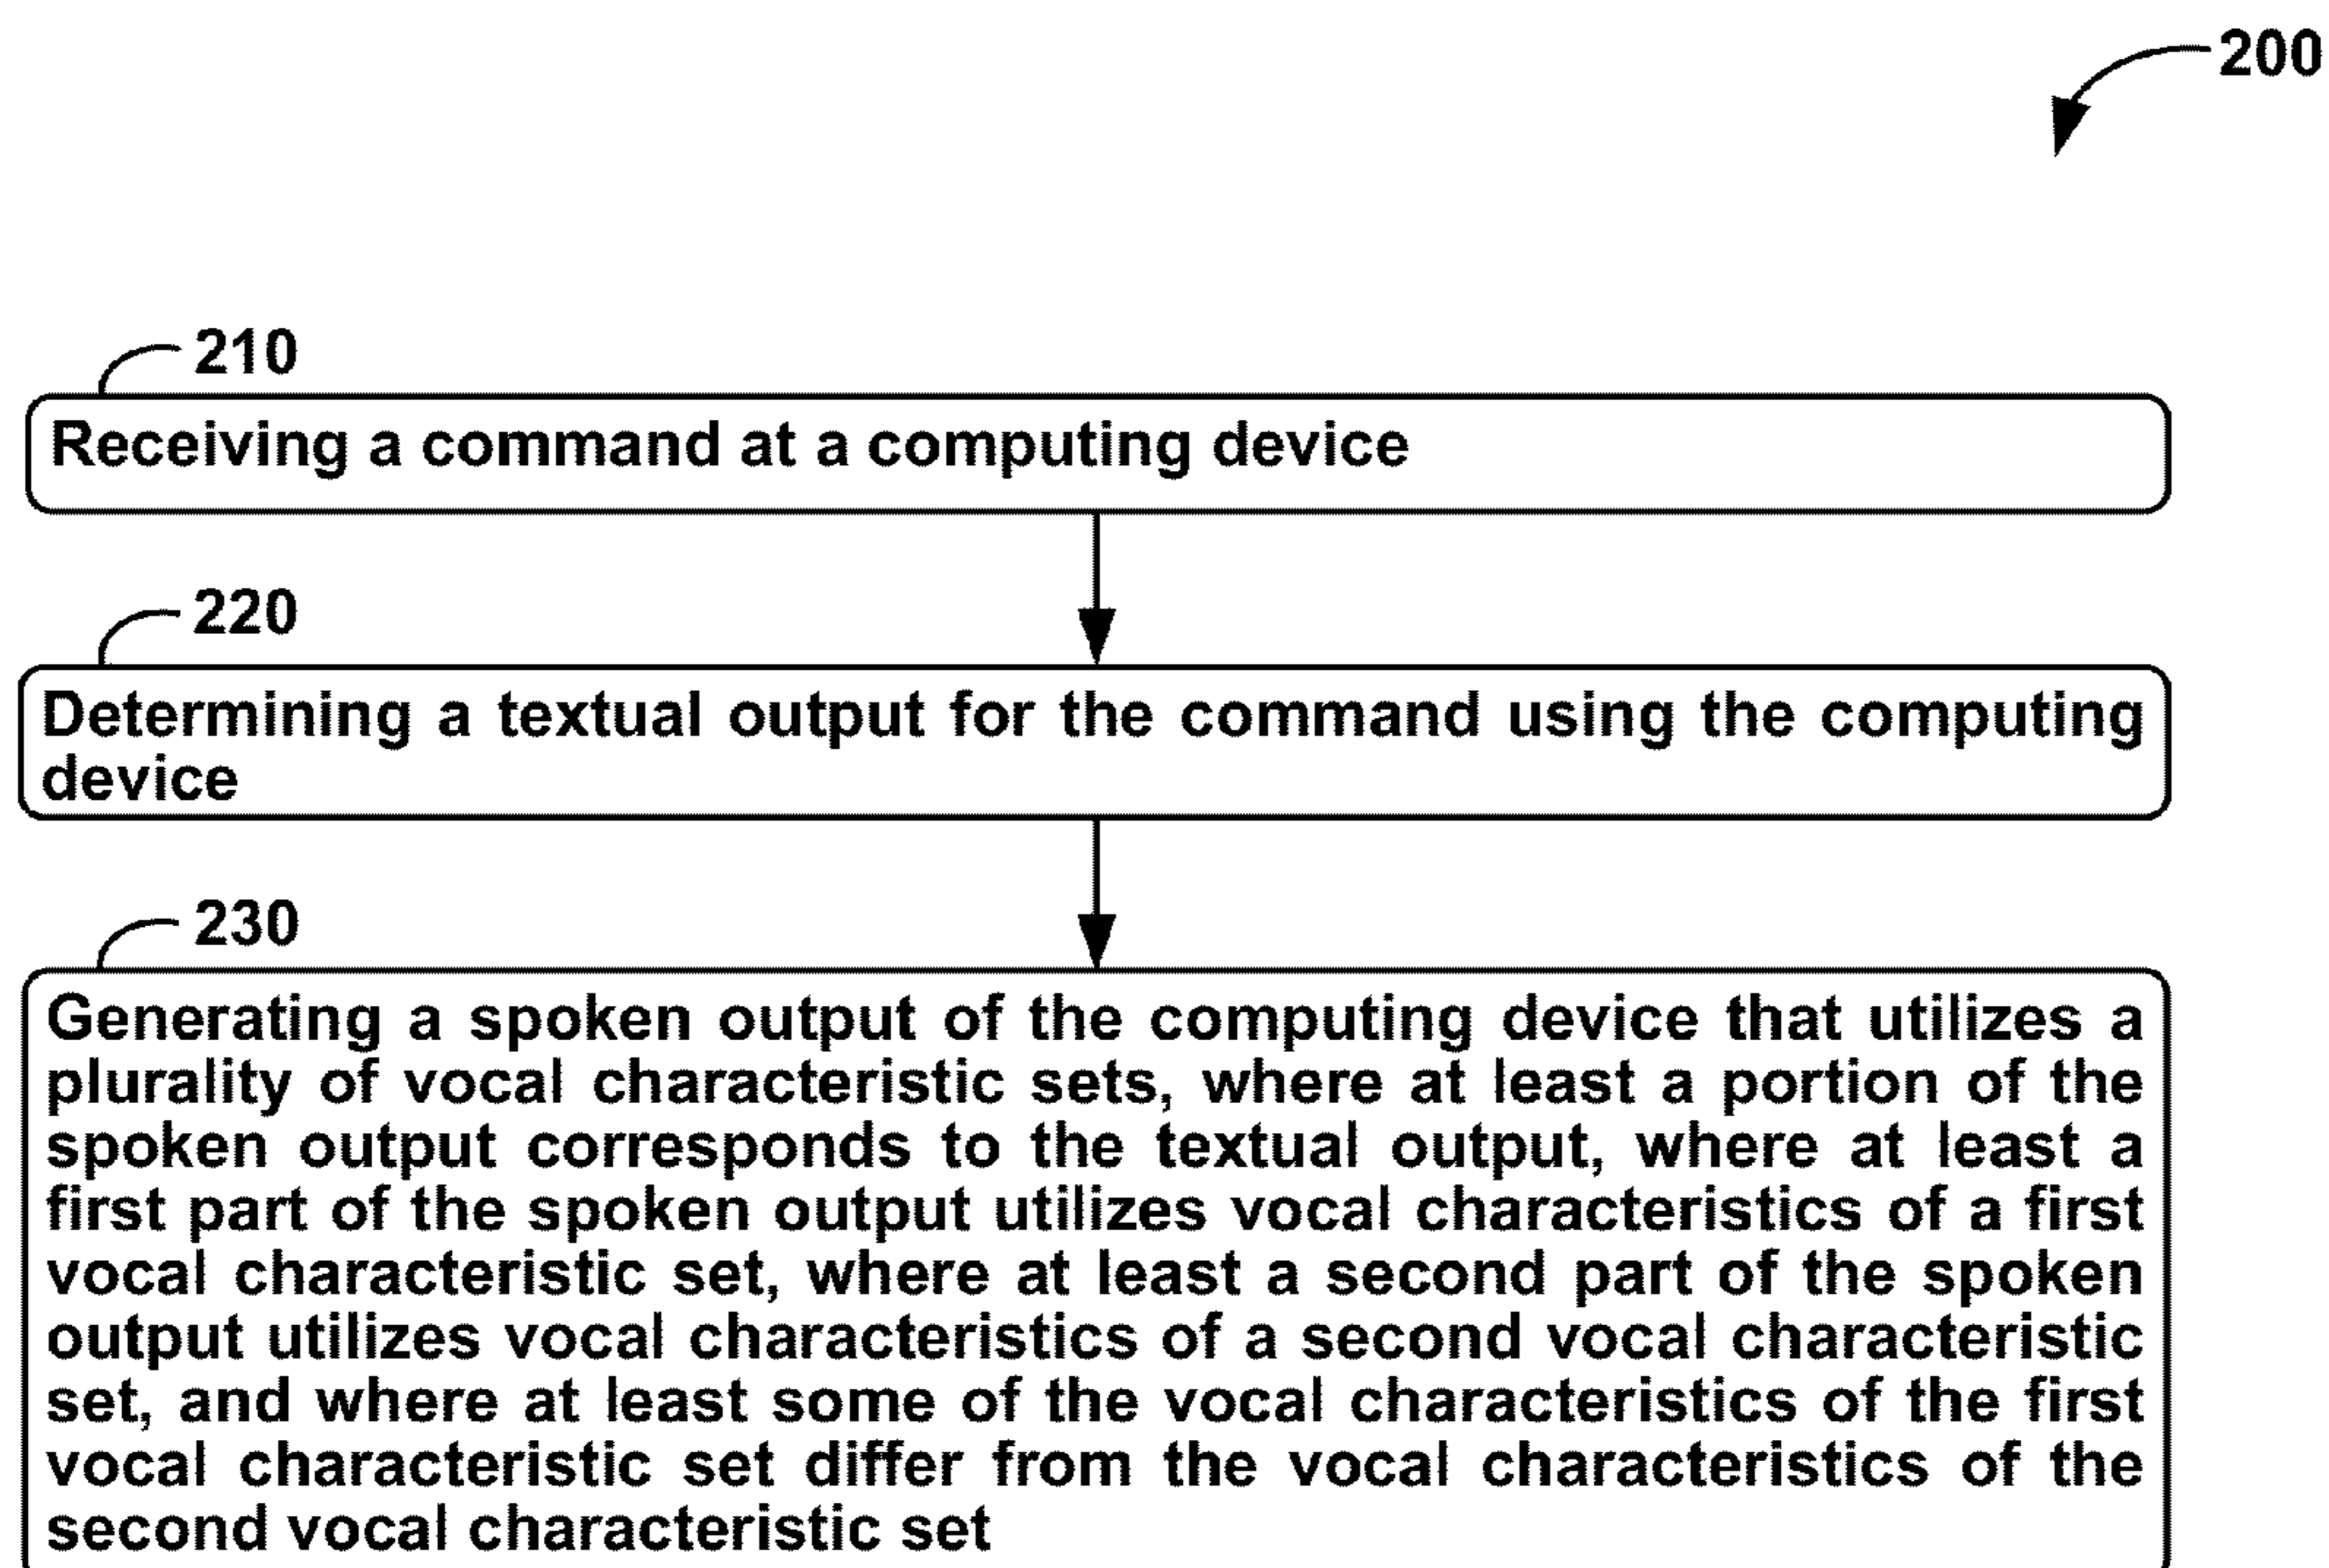 200
210
Receiving a command at a computing device
220
Determining a textual output for the command using the computing
device
230
Generating a spoken output of the computing device that utilizes a
plurality of vocal characteristic sets, where at least a portion of the
spoken output corresponds to the textual output, where at least a
first part of the spoken output utilizes vocal characteristics of a first
vocal characteristic set, where at least a second part of the spoken
output utilizes vocal characteristics of a second vocal characteristic
set, and where at least some of the vocal characteristics of the first
vocal characteristic set differ from the vocal characteristics of the
second vocal characteristic set